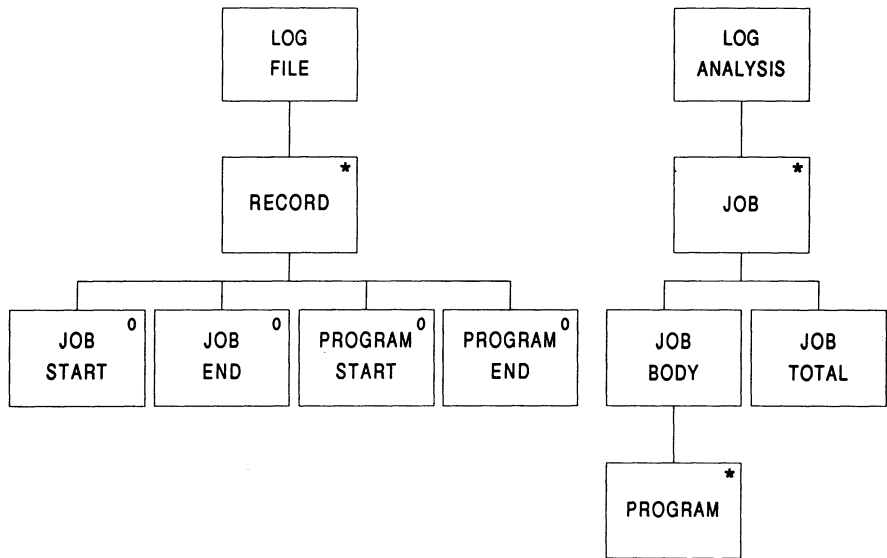 LOG
FILE
LOG
ANALYSIS
*
RECORD
*
JOB
O
JOB
START
O
JOB
END
O
PROGRAM
START
O
PROGRAM
END
JOB
BODY
JOB
TOTAL
*
PROGRAM